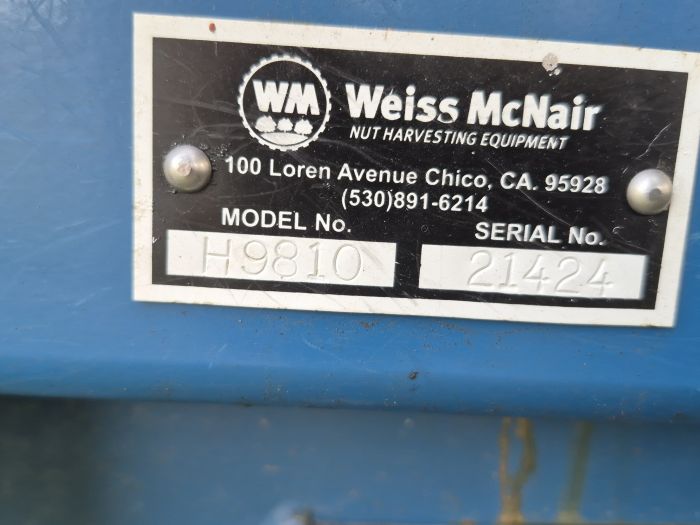 WM
Weiss McNair
NUT HARVESTING EQUIPMENT
100 Loren Avenue Chico, CA. 95928
(530)891-6214
MODEL No. SERIAL No.
H9810 21424